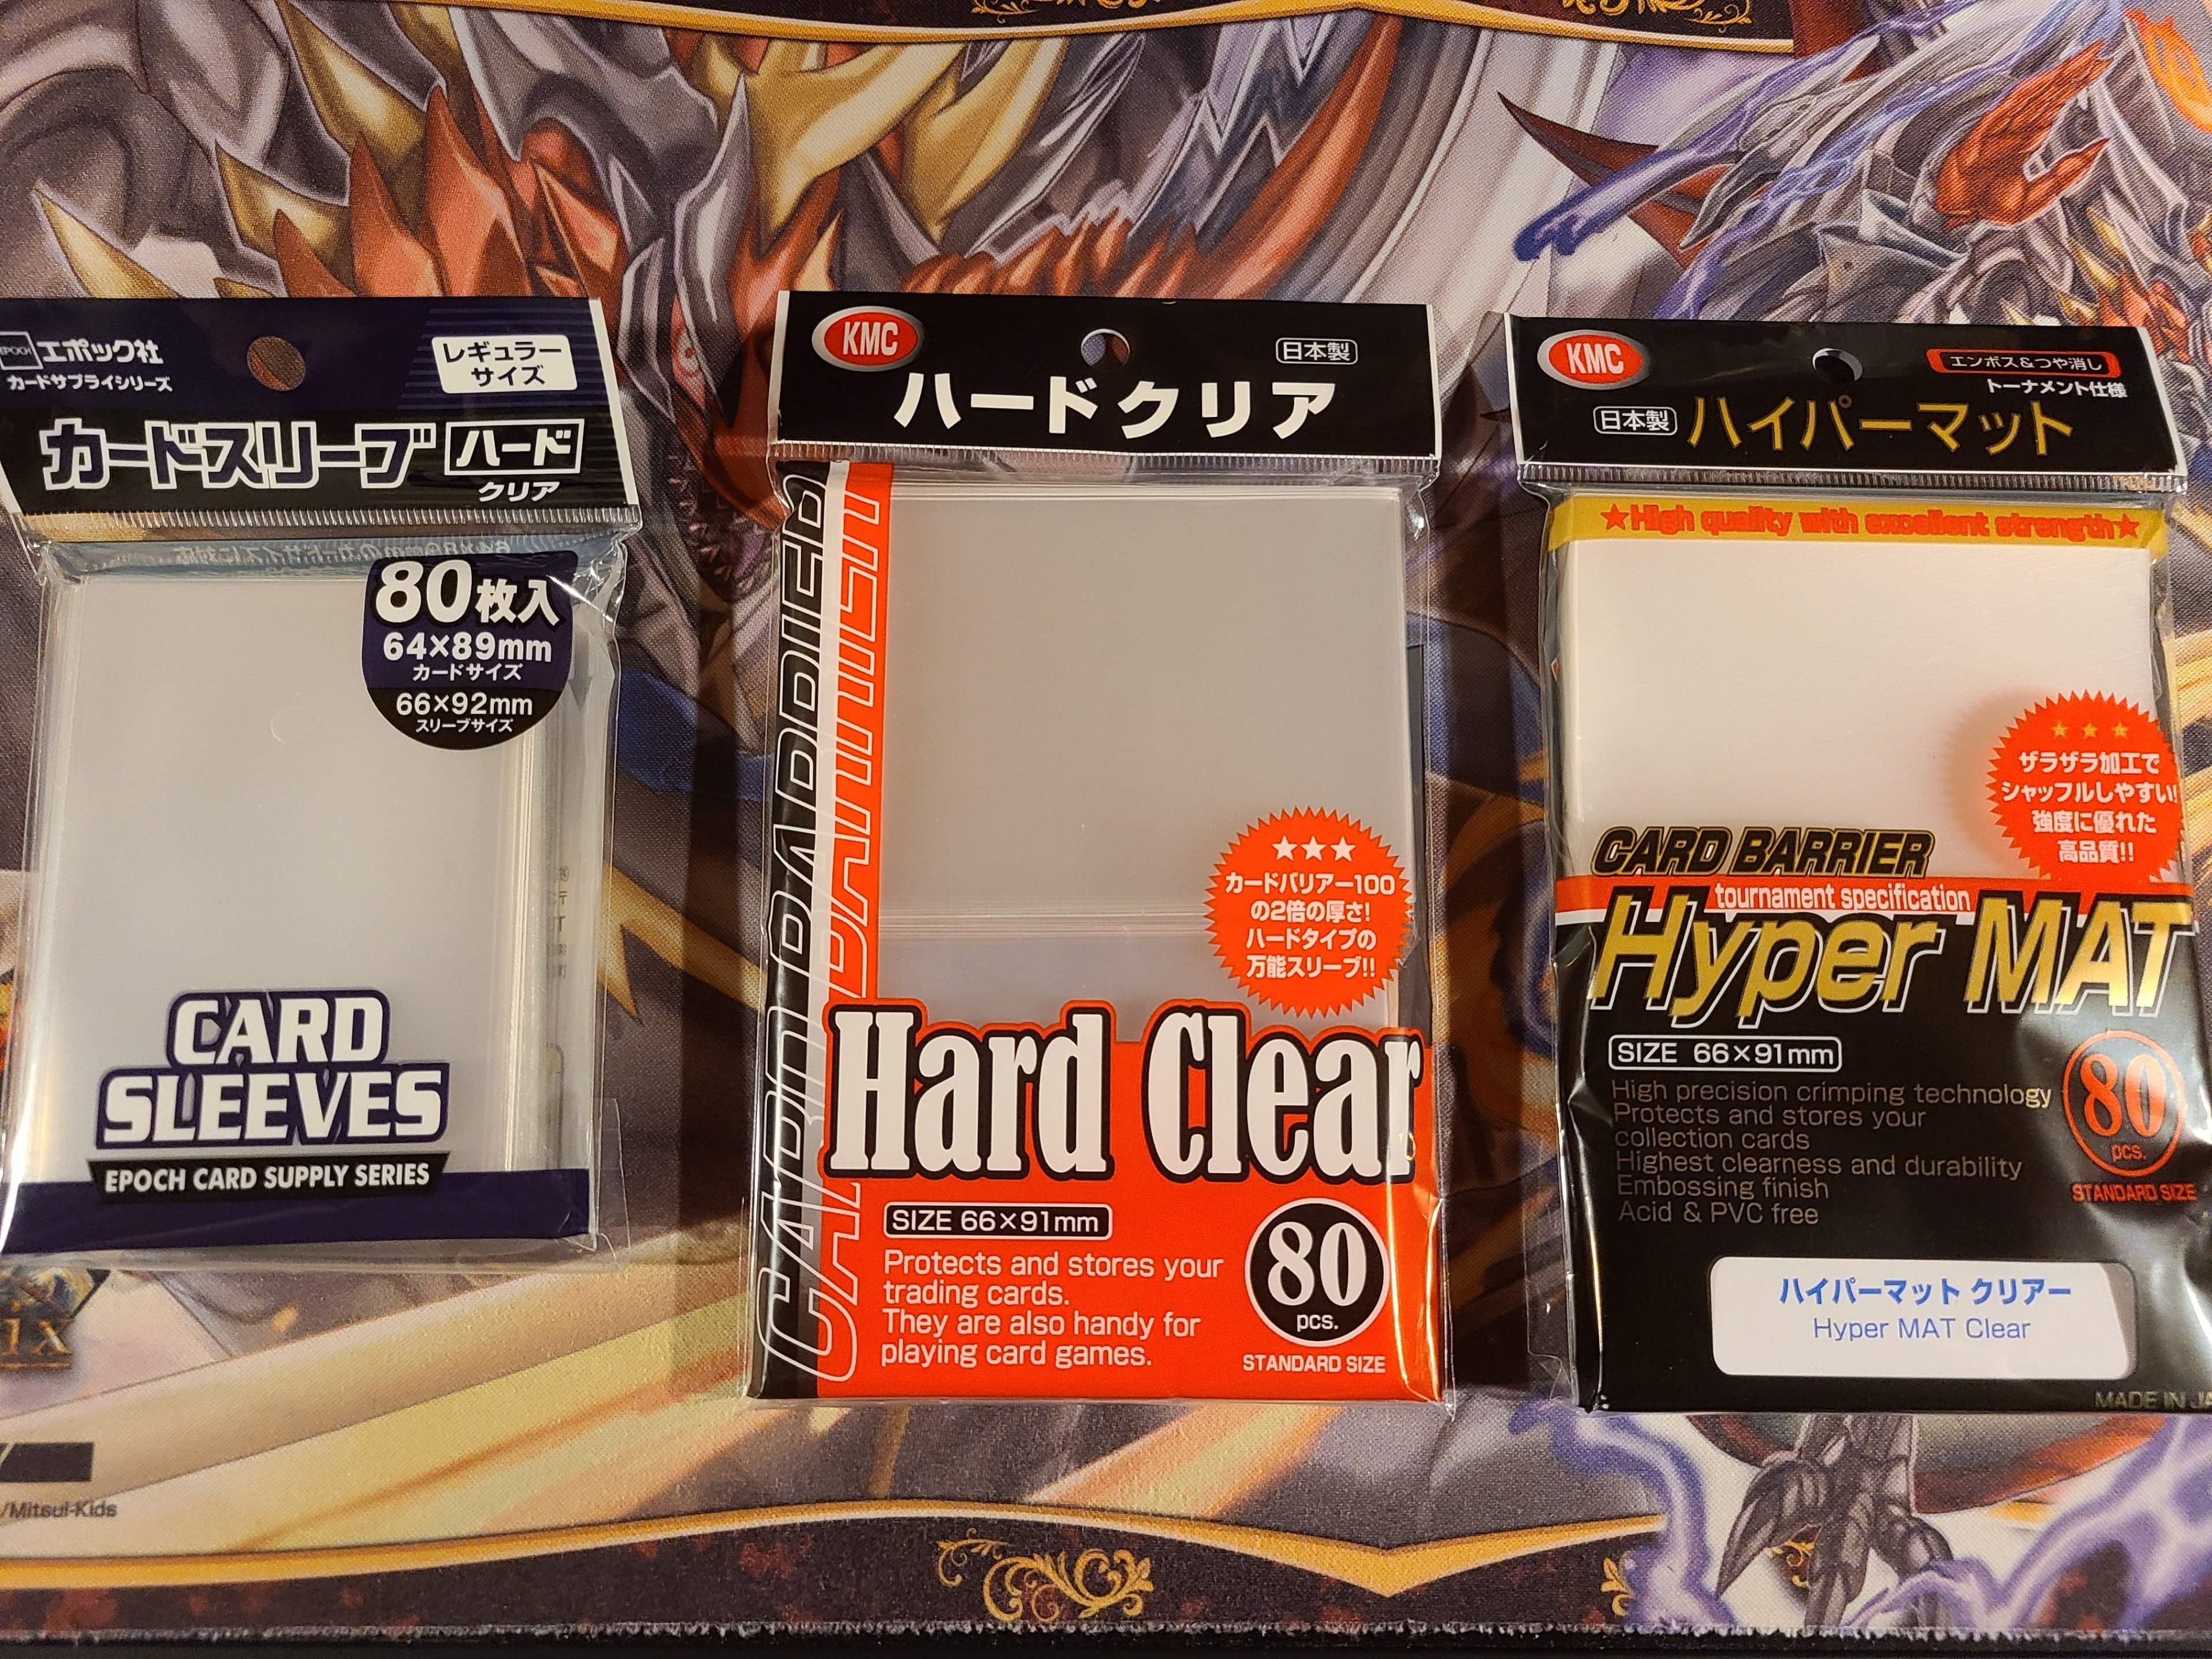 EPOCH エポック社
カードサプライシリーズ
レギュラー
サイズ
カードスリーブ ハード
クリア
80枚入
64×89mm
カードサイズ
66×92mm
スリーブサイズ
CARD
SLEEVES
EPOCH CARD SUPPLY SERIES
KMC
日本製
ハードクリア
CARD BARRIER
CARD BARRIER
★★★
カードバリアー100
の2倍の厚さ!
ハードタイプの
万能スリーブ!!
Hard Clear
SIZE 66×91mm
Protects and stores your
trading cards.
They are also handy for
playing card games.
80
pcs.
STANDARD SIZE
KMC
エンボス&つや消し
トーナメント仕様
日本製 ハイパーマット
★High quality with excellent strength★
★★★
ザラザラ加工で
シャッフルしやすい!
強度に優れた
高品質!!
CARD BARRIER
tournament specification
Hyper MAT
SIZE 66×91mm
High precision crimping technology
Protects and stores your
collection cards
Highest clearness and durability
Embossing finish
Acid & PVC free
80
pcs.
STANDARD SIZE
ハイパーマット クリアー
Hyper MAT Clear
MADE IN JA
1X
/Mitsui-Kids